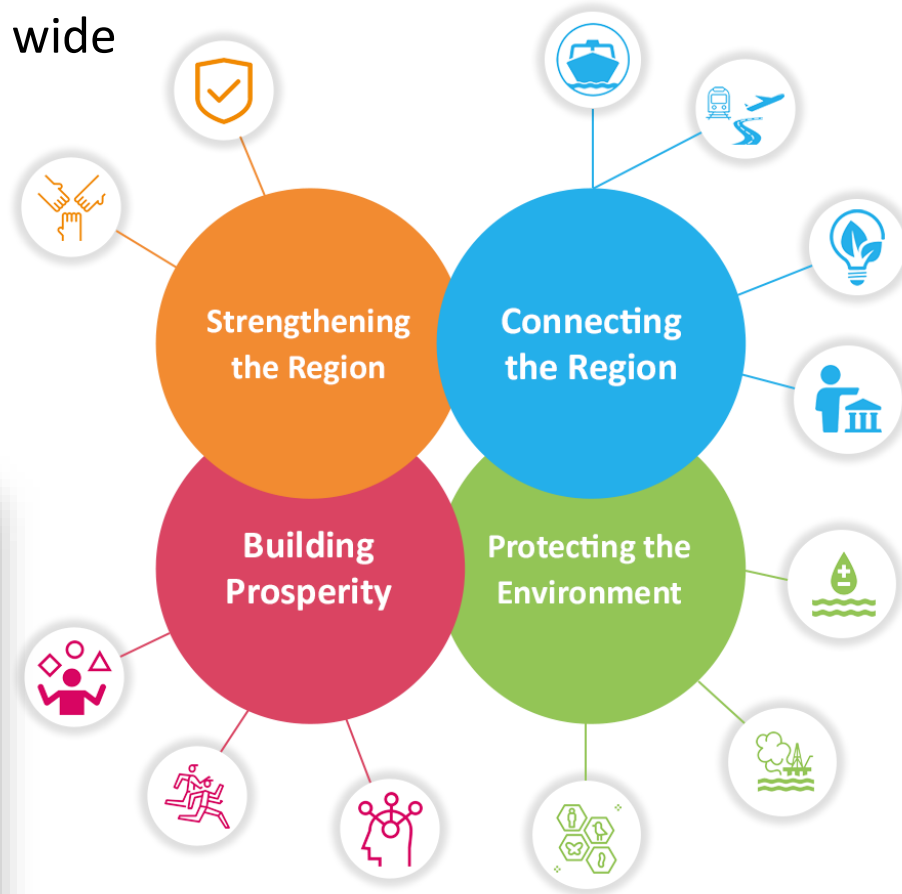 wide
Strengthening
the Region
Connecting
the Region
Building
Prosperity
Protecting the
Environment